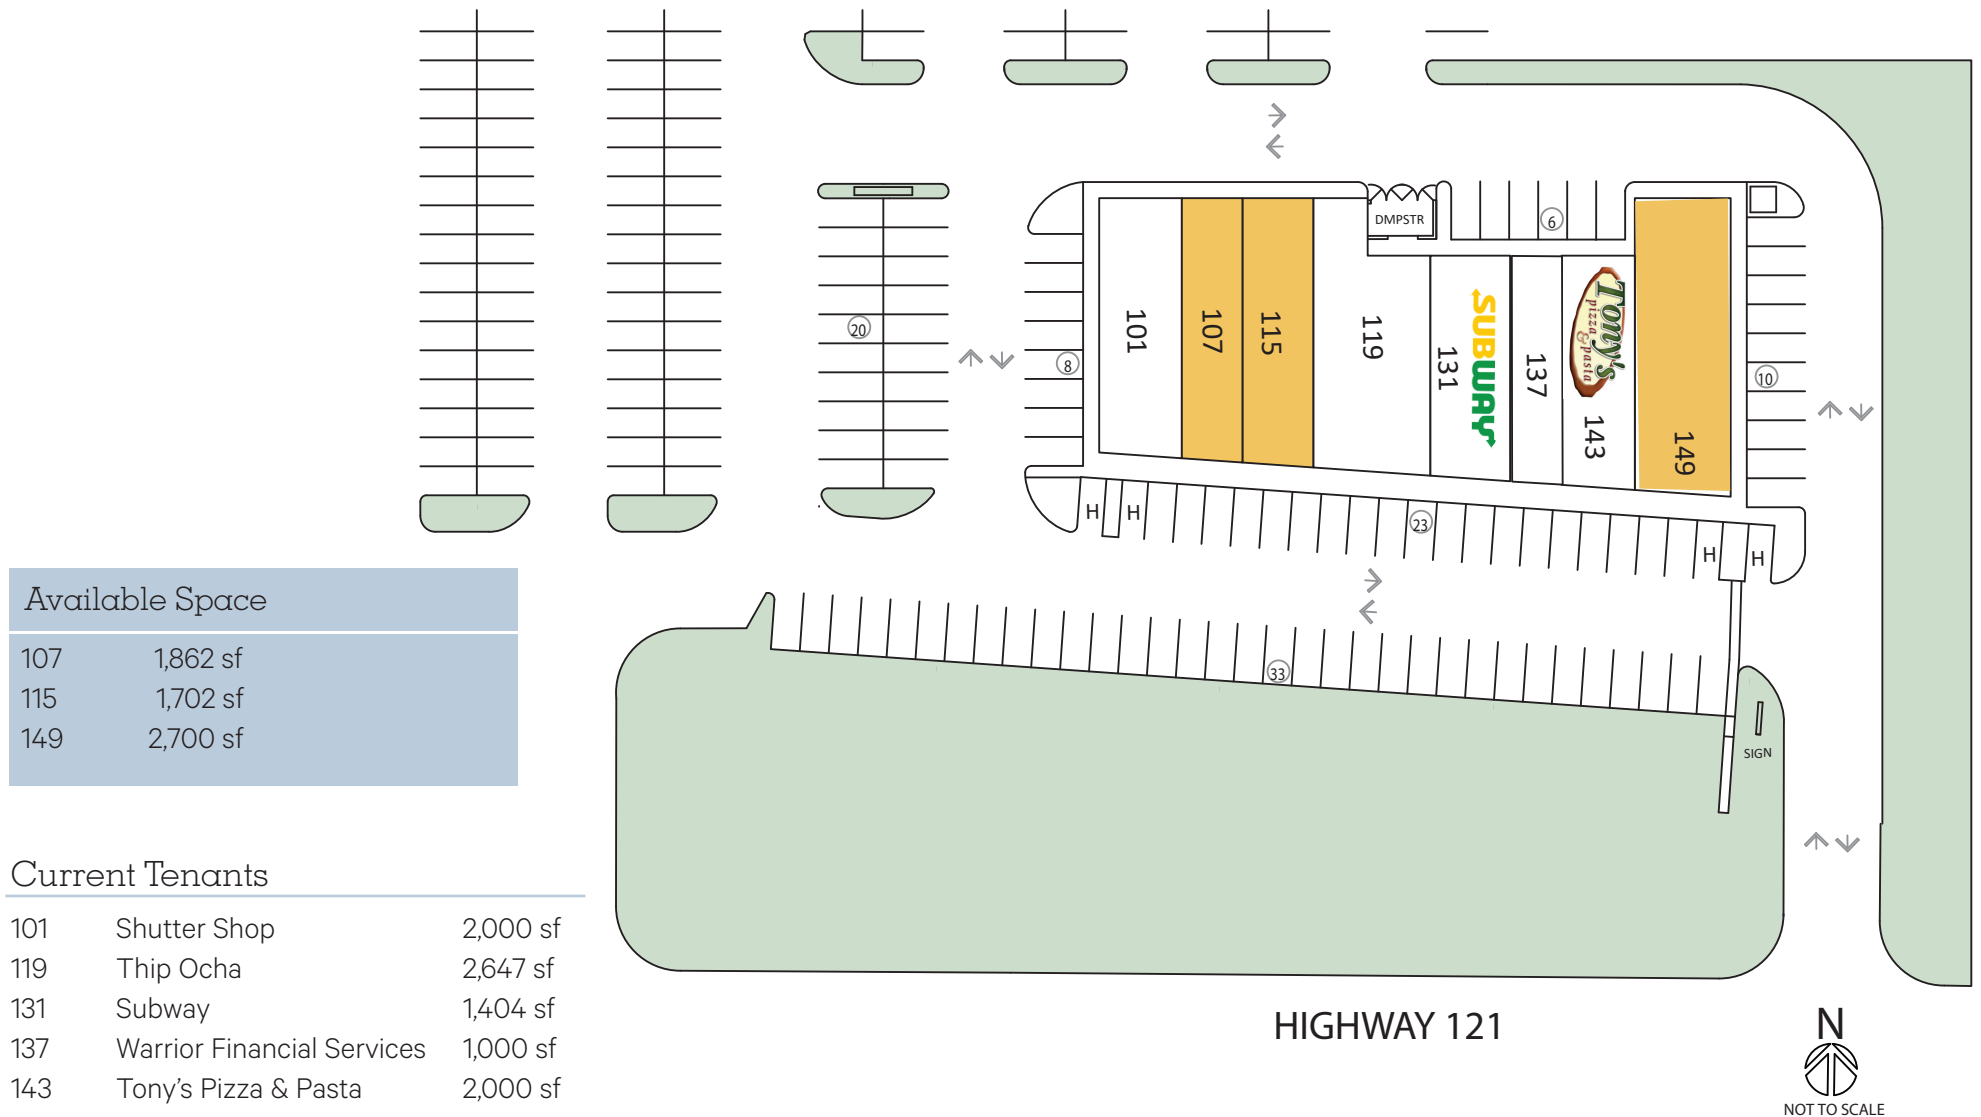 DMPSTR
6
20
8
10
101
107
115
119
131
SUBWAY
137
Tony's
pizza & pasta
143
149
H
H
23
H
H
33
SIGN
Available Space
107 1,862 sf
115 1,702 sf
149 2,700 sf
Current Tenants
101 Shutter Shop 2,000 sf
119 Thip Ocha 2,647 sf
131 Subway 1,404 sf
137 Warrior Financial Services 1,000 sf
143 Tony's Pizza & Pasta 2,000 sf
HIGHWAY 121
N
NOT TO SCALE